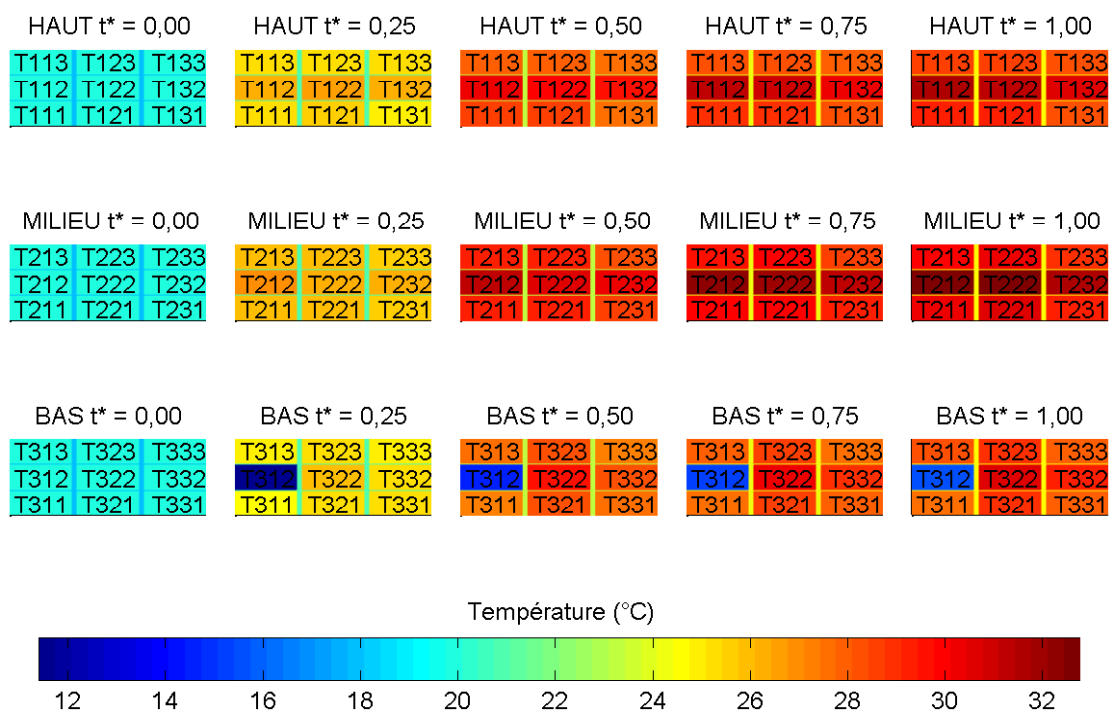 HAUT t* = 0,00 HAUT t* = 0,25 HAUT t* = 0,50 HAUT t* = 0,75 HAUT t* = 1,00
T113 T123 T133 T113 T123 T133 T113 T123 T133 T113 T123 T133 T113 T123 T133
T112 T122 T132 T112 T122 T132 T112 T122 T132 T112 T122 T132 T112 T122 T132
T111 T121 T131 T111 T121 T131 T111 T121 T131 T111 T121 T131 T111 T121 T131
MILIEU t* = 0,00 MILIEU t* = 0,25 MILIEU t* = 0,50 MILIEU t* = 0,75 MILIEU t* = 1,00
T213 T223 T233 T213 T223 T233 T213 T223 T233 T213 T223 T233 T213 T223 T233
T212 T222 T232 T212 T222 T232 T212 T222 T232 T212 T222 T232 T212 T222 T232
T211 T221 T231 T211 T221 T231 T211 T221 T231 T211 T221 T231 T211 T221 T231
BAS t* = 0,00 BAS t* = 0,25 BAS t* = 0,50 BAS t* = 0,75 BAS t* = 1,00
T313 T323 T333 T313 T323 T333 T313 T323 T333 T313 T323 T333 T313 T323 T333
T312 T322 T332 T312 T322 T332 T312 T322 T332 T312 T322 T332 T312 T322 T332
T311 T321 T331 T311 T321 T331 T311 T321 T331 T311 T321 T331 T311 T321 T331
Température (°C)
12 14 16 18 20 22 24 26 28 30 32